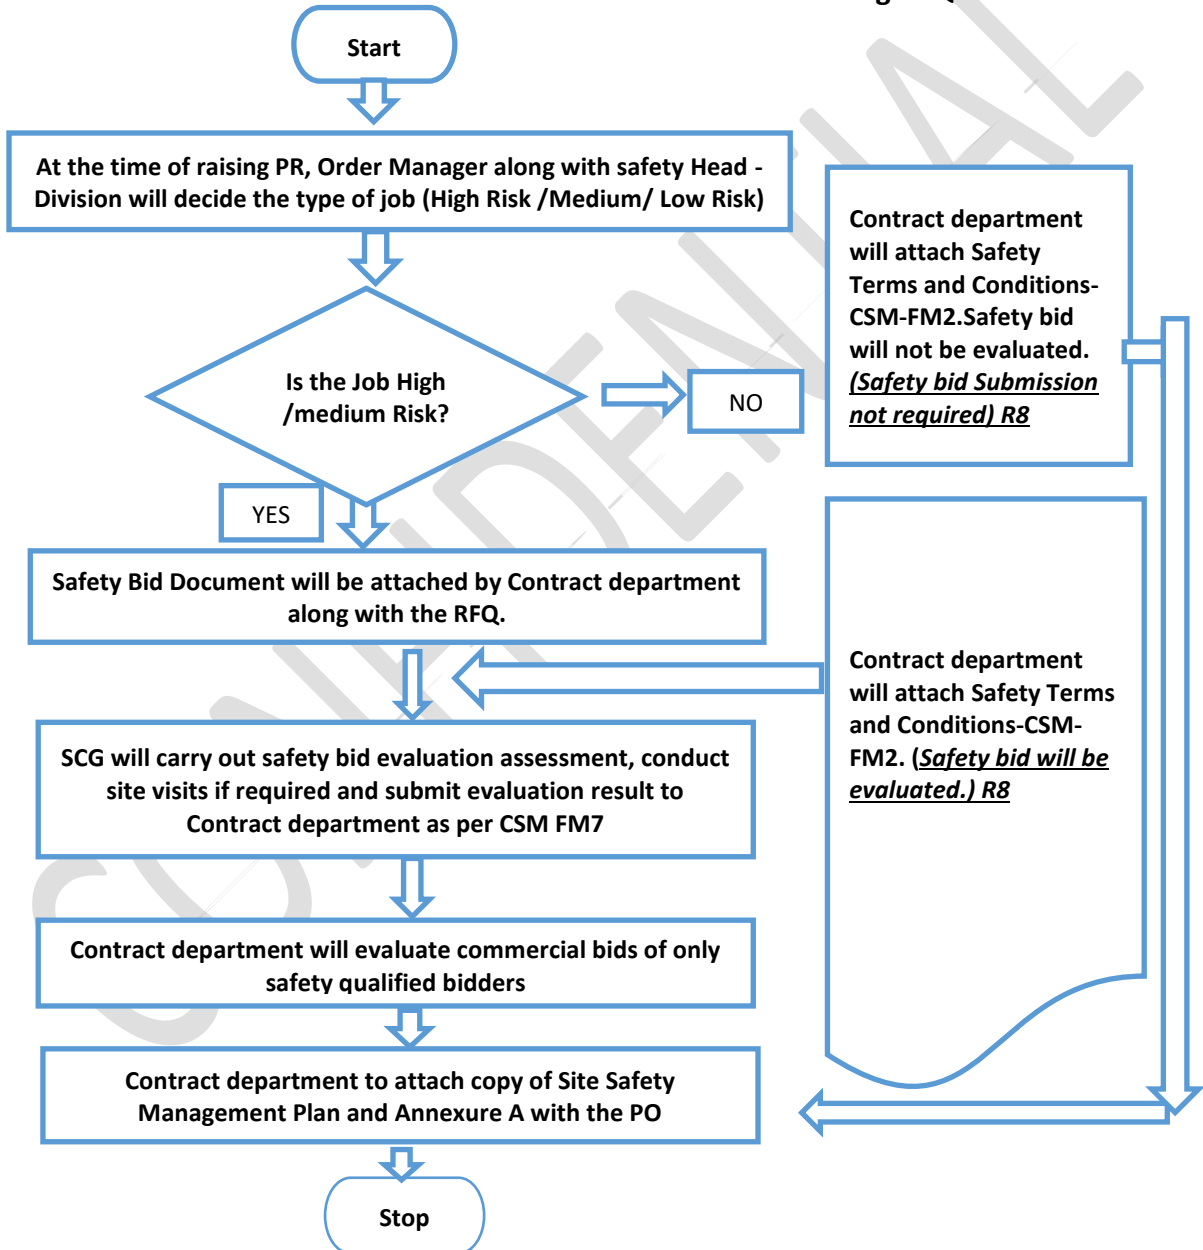 Start
At the time of raising PR, Order Manager along with safety Head -
Division will decide the type of job (High Risk /Medium/ Low Risk)
Is the Job High
/medium Risk?
NO
Contract department
will attach Safety
Terms and Conditions-
CSM-FM2.Safety bid
will not be evaluated.
(Safety bid Submission
not required) R8
YES
Safety Bid Document will be attached by Contract department
along with the RFQ.
Contract department
will attach Safety Terms
and Conditions-CSM-
FM2. (Safety bid will be
evaluated.) R8
SCG will carry out safety bid evaluation assessment, conduct
site visits if required and submit evaluation result to
Contract department as per CSM FM7
Contract department will evaluate commercial bids of only
safety qualified bidders
Contract department to attach copy of Site Safety
Management Plan and Annexure A with the PO
Stop
CONFIDENTIAL